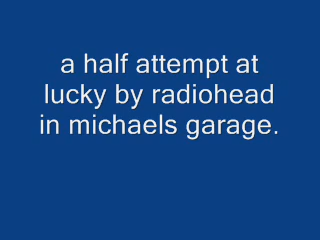 a half attempt at
lucky by radiohead
in michaels garage.